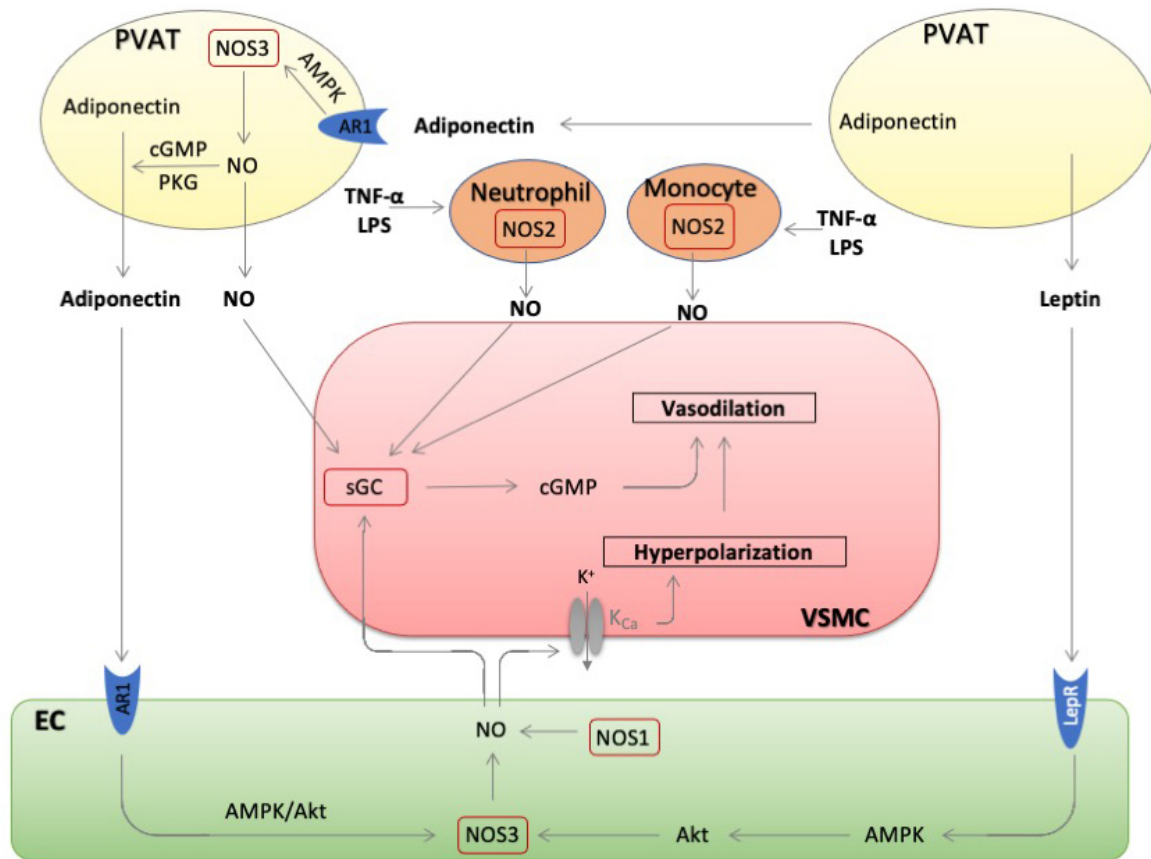 PVAT
NOS3
AMPK
Adiponectin
AR1
cGMP
PKG
NO
Adiponectin
PVAT
Adiponectin
TNF-α
LPS
Neutrophil
NOS2
Monocyte
NOS2
TNF-α
LPS
Adiponectin
NO
NO
NO
Leptin
Vasodilation
sGC
cGMP
Hyperpolarization
K⁺
K_Ca
VSMC
AR1
LepR
EC
NO
NOS1
AMPK/Akt
NOS3
Akt
AMPK